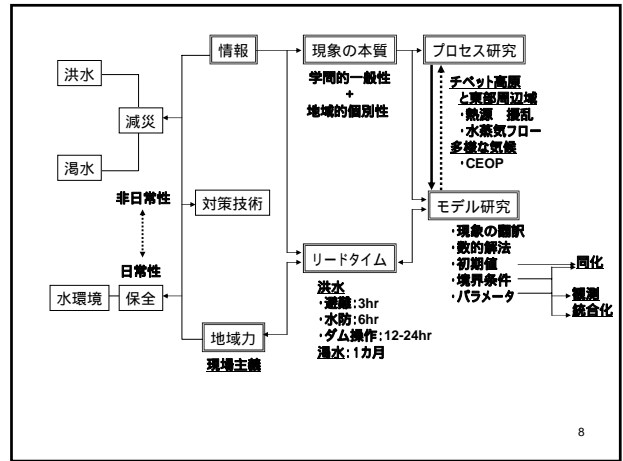 情報
現象の本質
プロセス研究
洪水
減災
渇水
学問的一般性
+
地域的個別性
チベット高原
と東部周辺域
・熱源 擾乱
・水蒸気フロー
多様な気候
・CEOP
非日常性
対策技術
モデル研究
日常性
リードタイム
・現象の翻訳
・数的解法
・初期値
・境界条件
・パラメータ
同化
観測
統合化
水環境
保全
洪水
・避難:3hr
・水防:6hr
・ダム操作:12-24hr
渇水:1カ月
地域力
現場主義
8